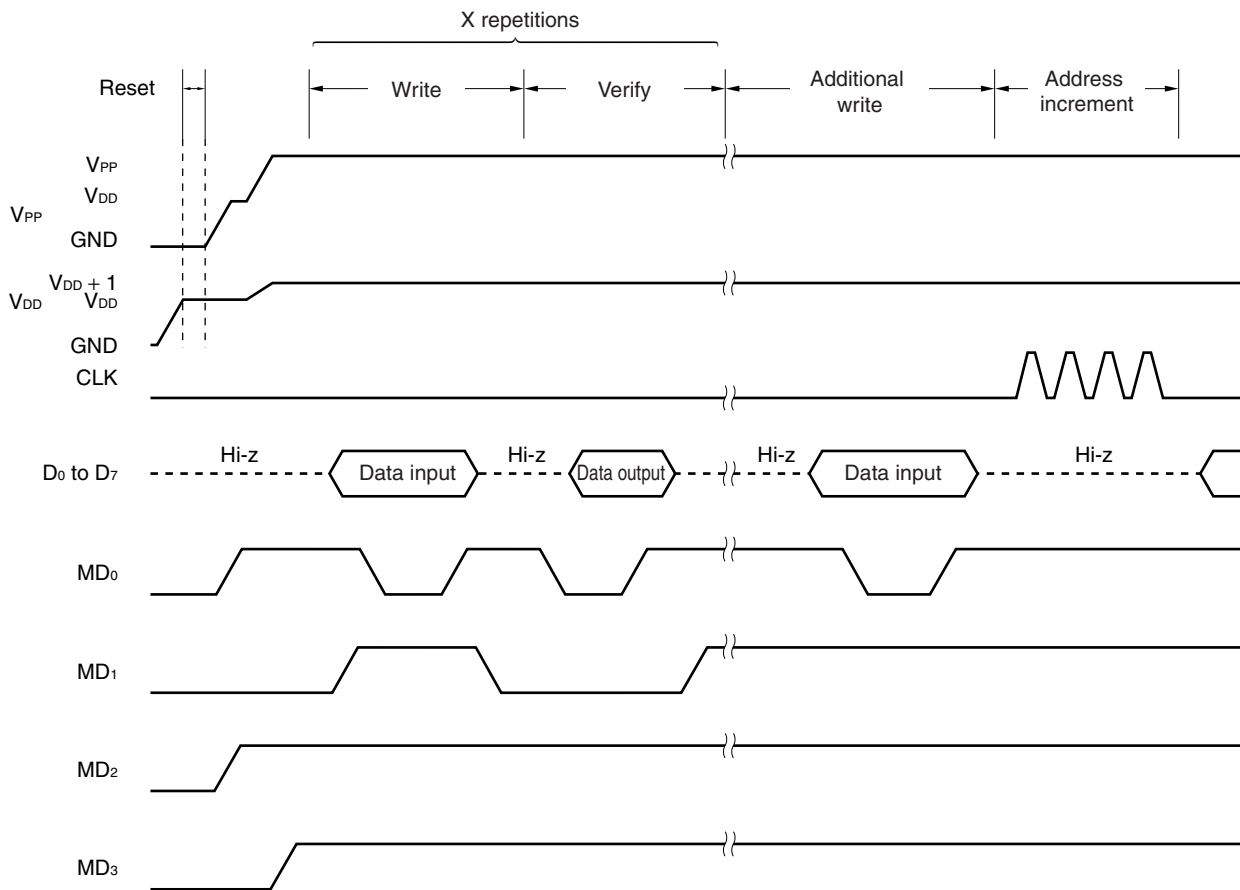 X repetitions
Reset
Write
Verify
Additional
write
Address
increment
VPP
VDD
VPP
GND
VDD + 1
VDD VDD
GND
CLK
Hi-z
Hi-z
Hi-z
Hi-z
D0 to D7
Data input
Data output
Data input
MD0
MD1
MD2
MD3